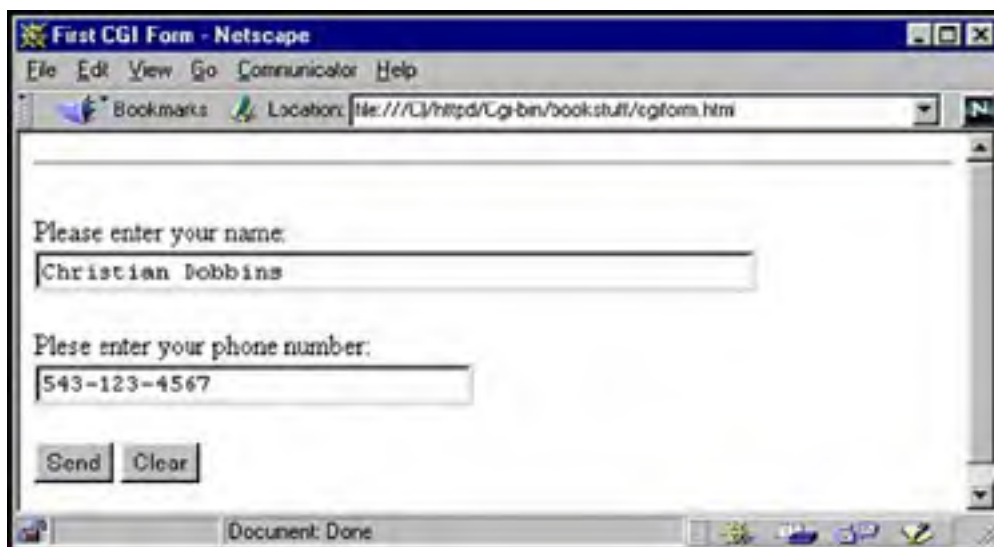 First CGI Form - Netscape
File Edit View Go Communicator Help
Bookmarks Location: file:///C|/httpd/Cgi-bin/bookstuff/cgiform.html N
Please enter your name:
Christian Dobbins
Plese enter your phone number:
543-123-4567
Send Clear
Document: Done